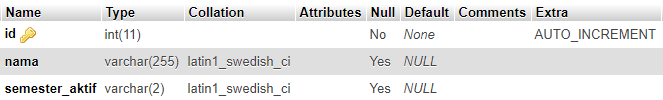 Name Type Collation Attributes Null Default Comments Extra
id int(11) No None AUTO_INCREMENT
nama varchar(255) latin1_swedish_ci Yes NULL
semester_aktif varchar(2) latin1_swedish_ci Yes NULL